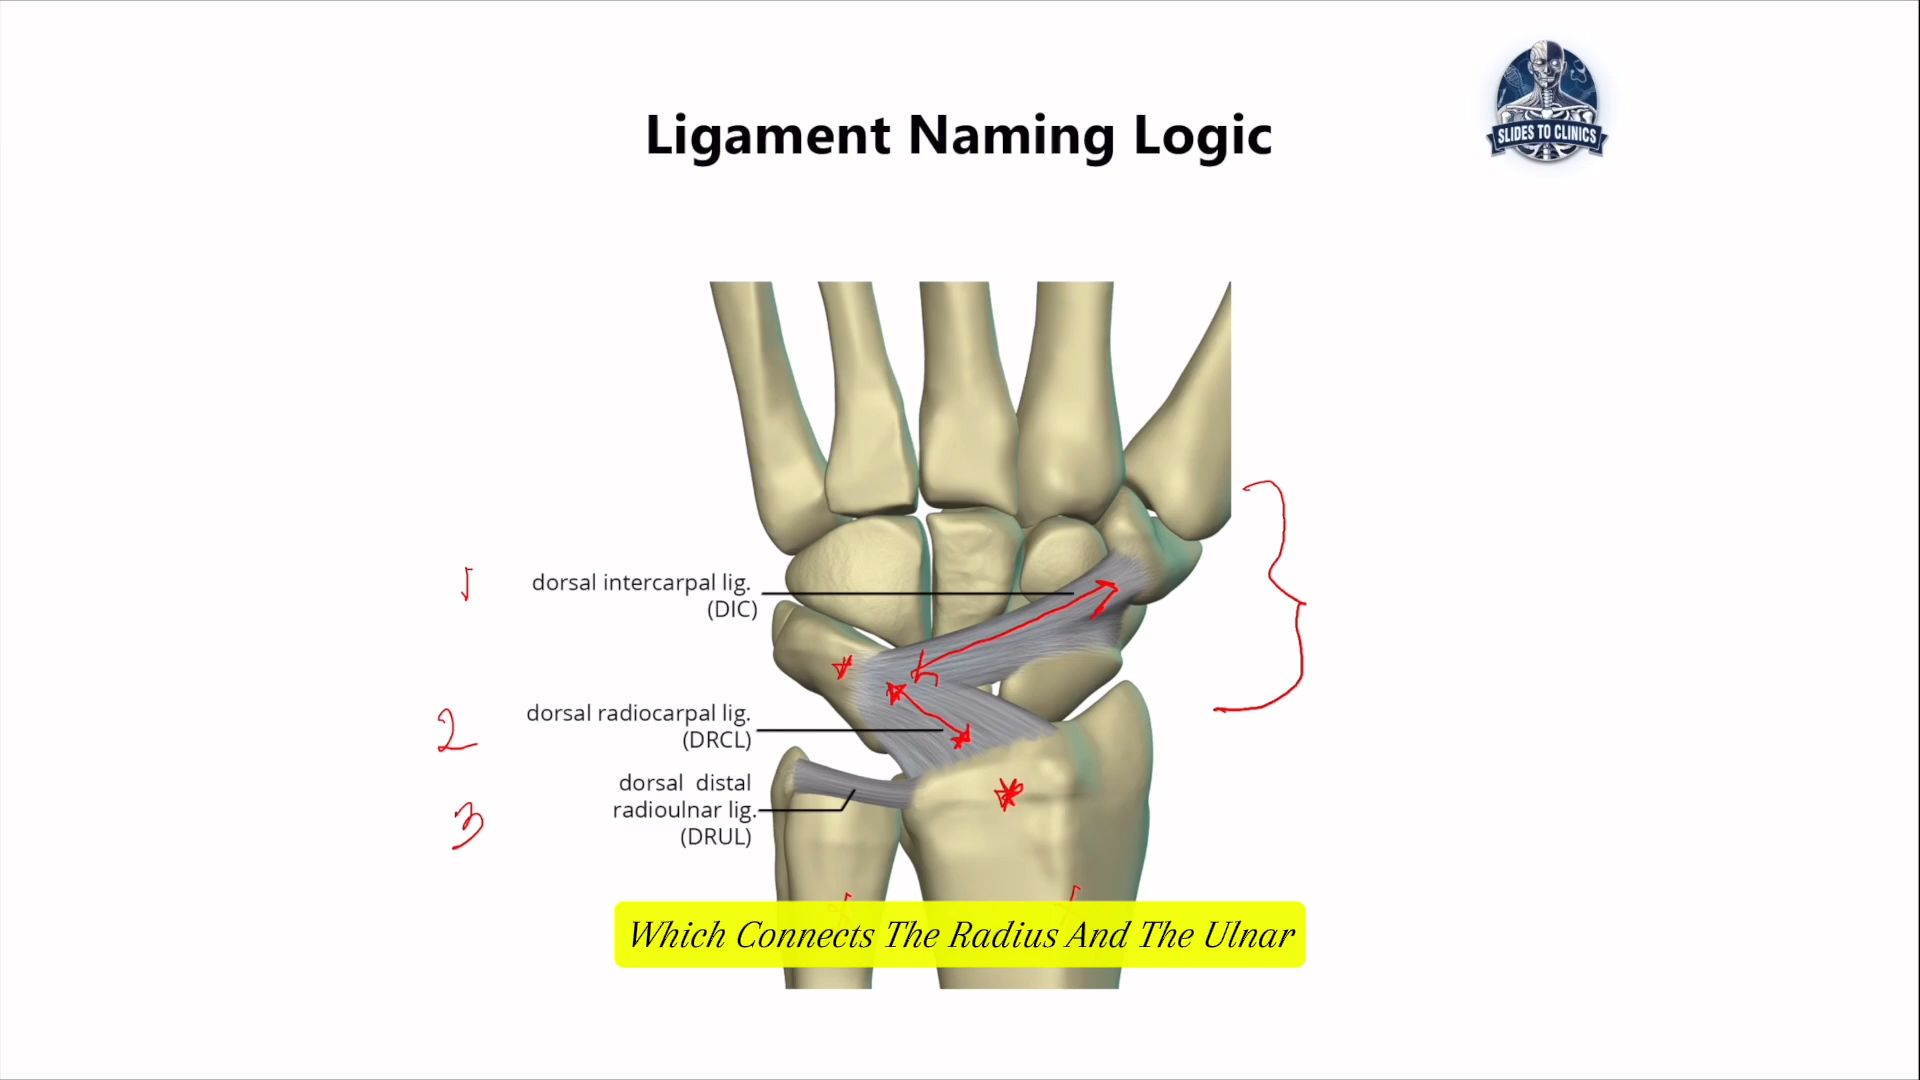 Ligament Naming Logic
SLIDES TO CLINICS
dorsal intercarpal lig.
(DIC)
2
dorsal radiocarpal lig.
(DRCL)
3
dorsal distal
radioulnar lig.
(DRUL)
Which Connects The Radius And The Ulnar